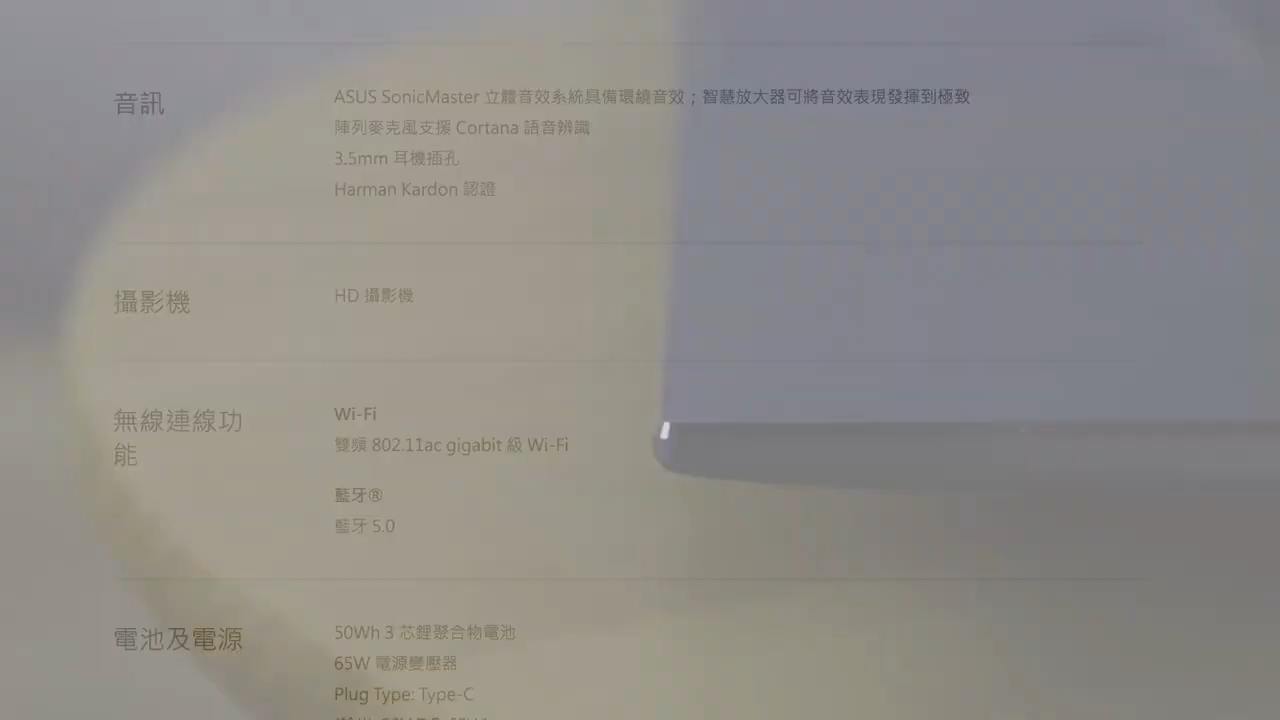 音訊
ASUS SonicMaster 立體音效系統具備環繞音效；智慧放大器可將音效表現發揮到極致
陣列麥克風支援 Cortana 語音辨識
3.5mm 耳機插孔
Harman Kardon 認證
攝影機
HD 攝影機
無線連線功
能
Wi-Fi
雙頻 802.11ac gigabit 級 Wi-Fi
藍牙®
藍牙 5.0
電池及電源
50Wh 3 芯鋰聚合物電池
65W 電源變壓器
Plug Type: Type-C